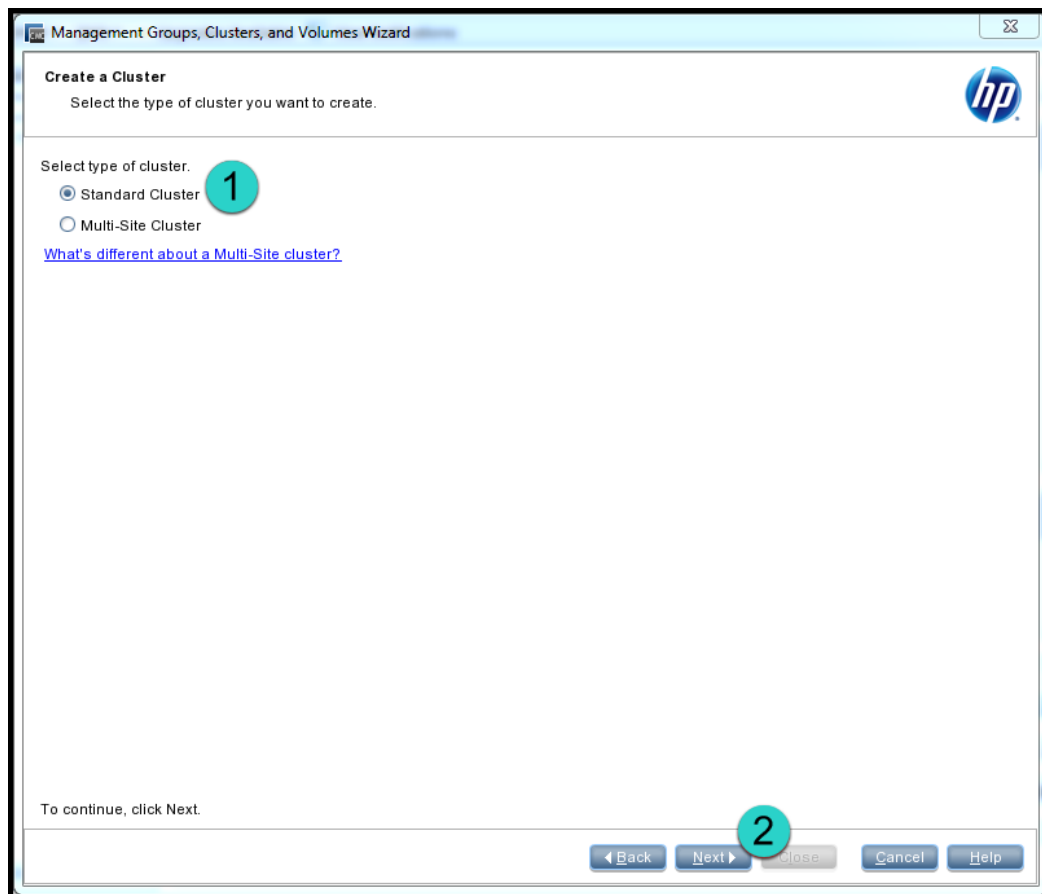 CMC Management Groups, Clusters, and Volumes Wizard
Create a Cluster
Select the type of cluster you want to create.
hp
Select type of cluster.
Standard Cluster
1
Multi-Site Cluster
What's different about a Multi-Site cluster?
To continue, click Next.
2
Back Next Close Cancel Help